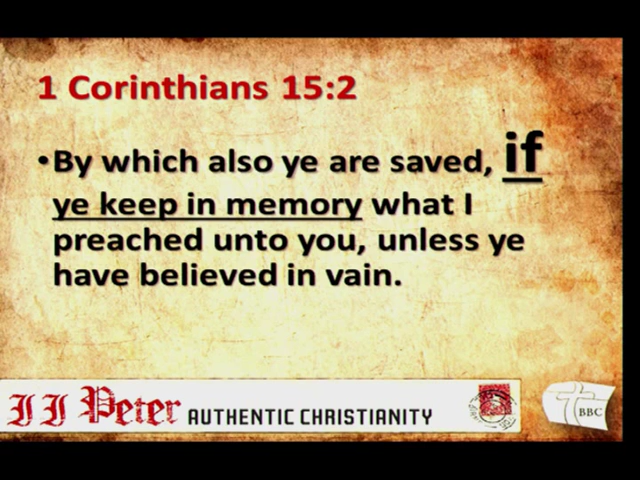 1 Corinthians 15:2
•By which also ye are saved, if
ye keep in memory what I
preached unto you, unless ye
have believed in vain.
II Peter AUTHENTIC CHRISTIANITY
BBC